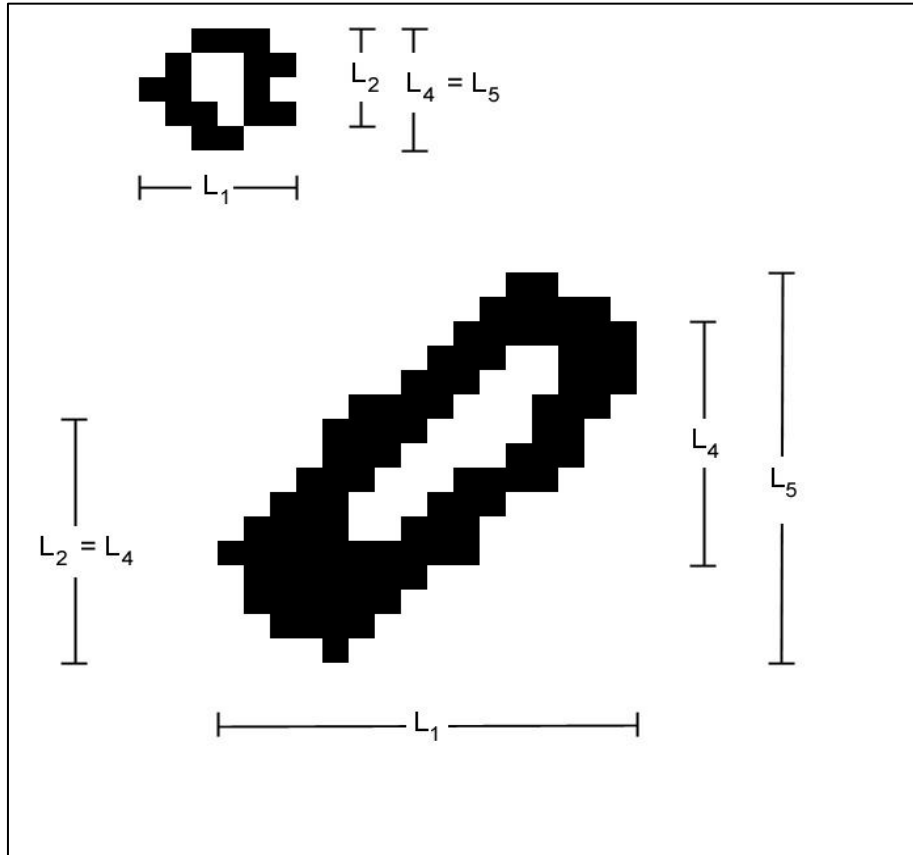 L₂ L₄ = L₅
L₁
L₄
L₅
L₂ = L₄
L₁